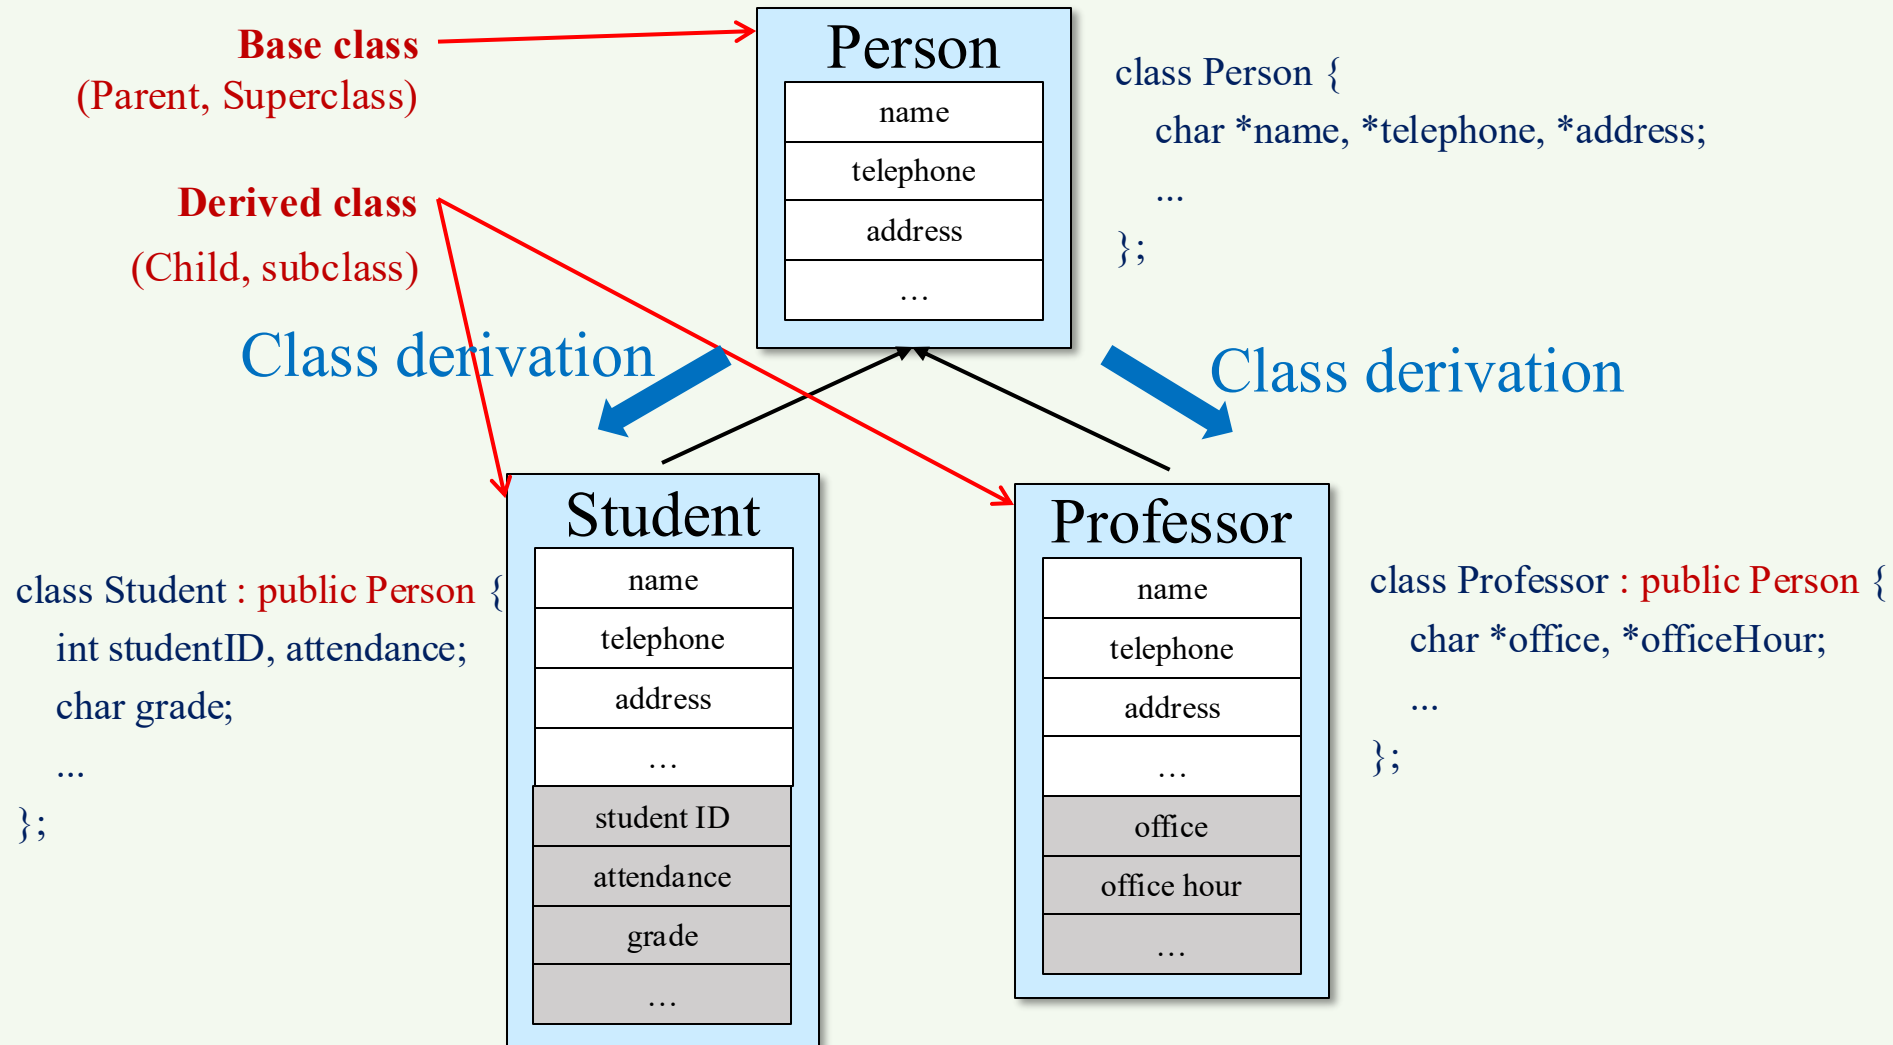 Base class
(Parent, Superclass)
Derived class
(Child, subclass)
Person
name
telephone
address
…
class Person {
char *name, *telephone, *address;
...
};
Class derivation
Class derivation
class Student : public Person {
int studentID, attendance;
char grade;
...
};
Student
name
telephone
address
…
student ID
attendance
grade
…
Professor
name
telephone
address
…
office
office hour
…
class Professor : public Person {
char *office, *officeHour;
...
};